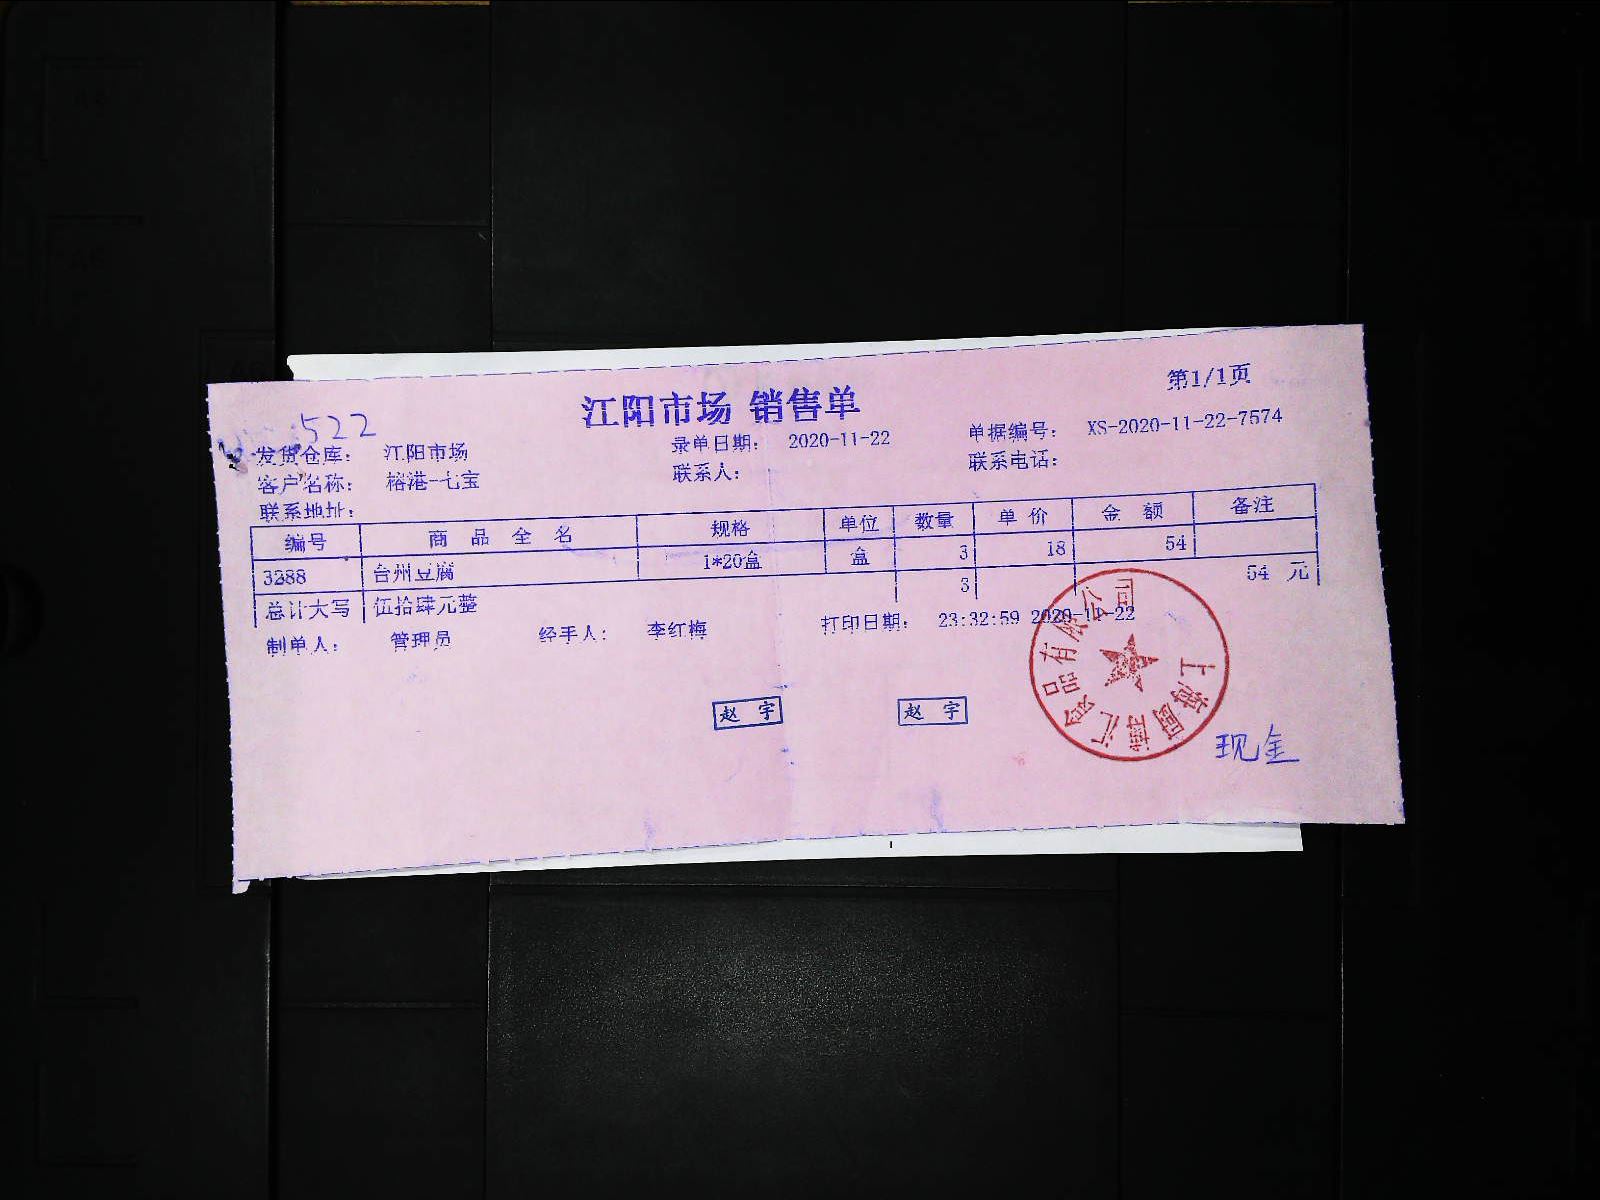 第1/1页
江阳市场 销售单
522
发货仓库： 江阳市场 录单日期： 2020-11-22 单据编号： XS-2020-11-22-7574
客户名称： 榕港-七宝 联系人： 联系电话：
联系地址：
编号 商品全名 规格 单位 数量 单价 金额 备注
3288 台州豆腐 1*20盒 盒 3 18 54
总计大写 伍拾肆元整 3 54 元
制单人： 管理员 经手人： 李红梅 打印日期： 23:32:59 2020-11-22
赵宇 赵宇
现金